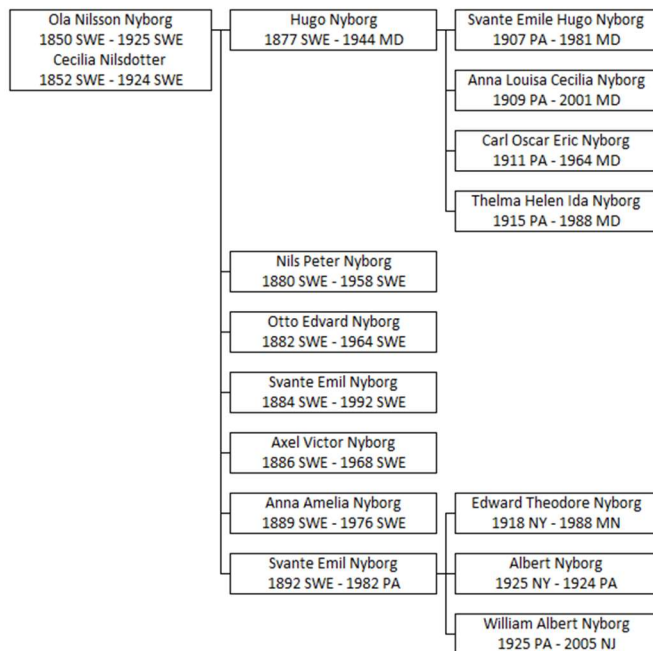 Ola Nilsson Nyborg
1850 SWE - 1925 SWE
Cecilia Nilsdotter
1852 SWE - 1924 SWE
Hugo Nyborg
1877 SWE - 1944 MD
Svante Emile Hugo Nyborg
1907 PA - 1981 MD
Anna Louisa Cecilia Nyborg
1909 PA - 2001 MD
Carl Oscar Eric Nyborg
1911 PA - 1964 MD
Thelma Helen Ida Nyborg
1915 PA - 1988 MD
Nils Peter Nyborg
1880 SWE - 1958 SWE
Otto Edvard Nyborg
1882 SWE - 1964 SWE
Svante Emil Nyborg
1884 SWE - 1992 SWE
Axel Victor Nyborg
1886 SWE - 1968 SWE
Anna Amelia Nyborg
1889 SWE - 1976 SWE
Svante Emil Nyborg
1892 SWE - 1982 PA
Edward Theodore Nyborg
1918 NY - 1988 MN
Albert Nyborg
1925 NY - 1924 PA
William Albert Nyborg
1925 PA - 2005 NJ